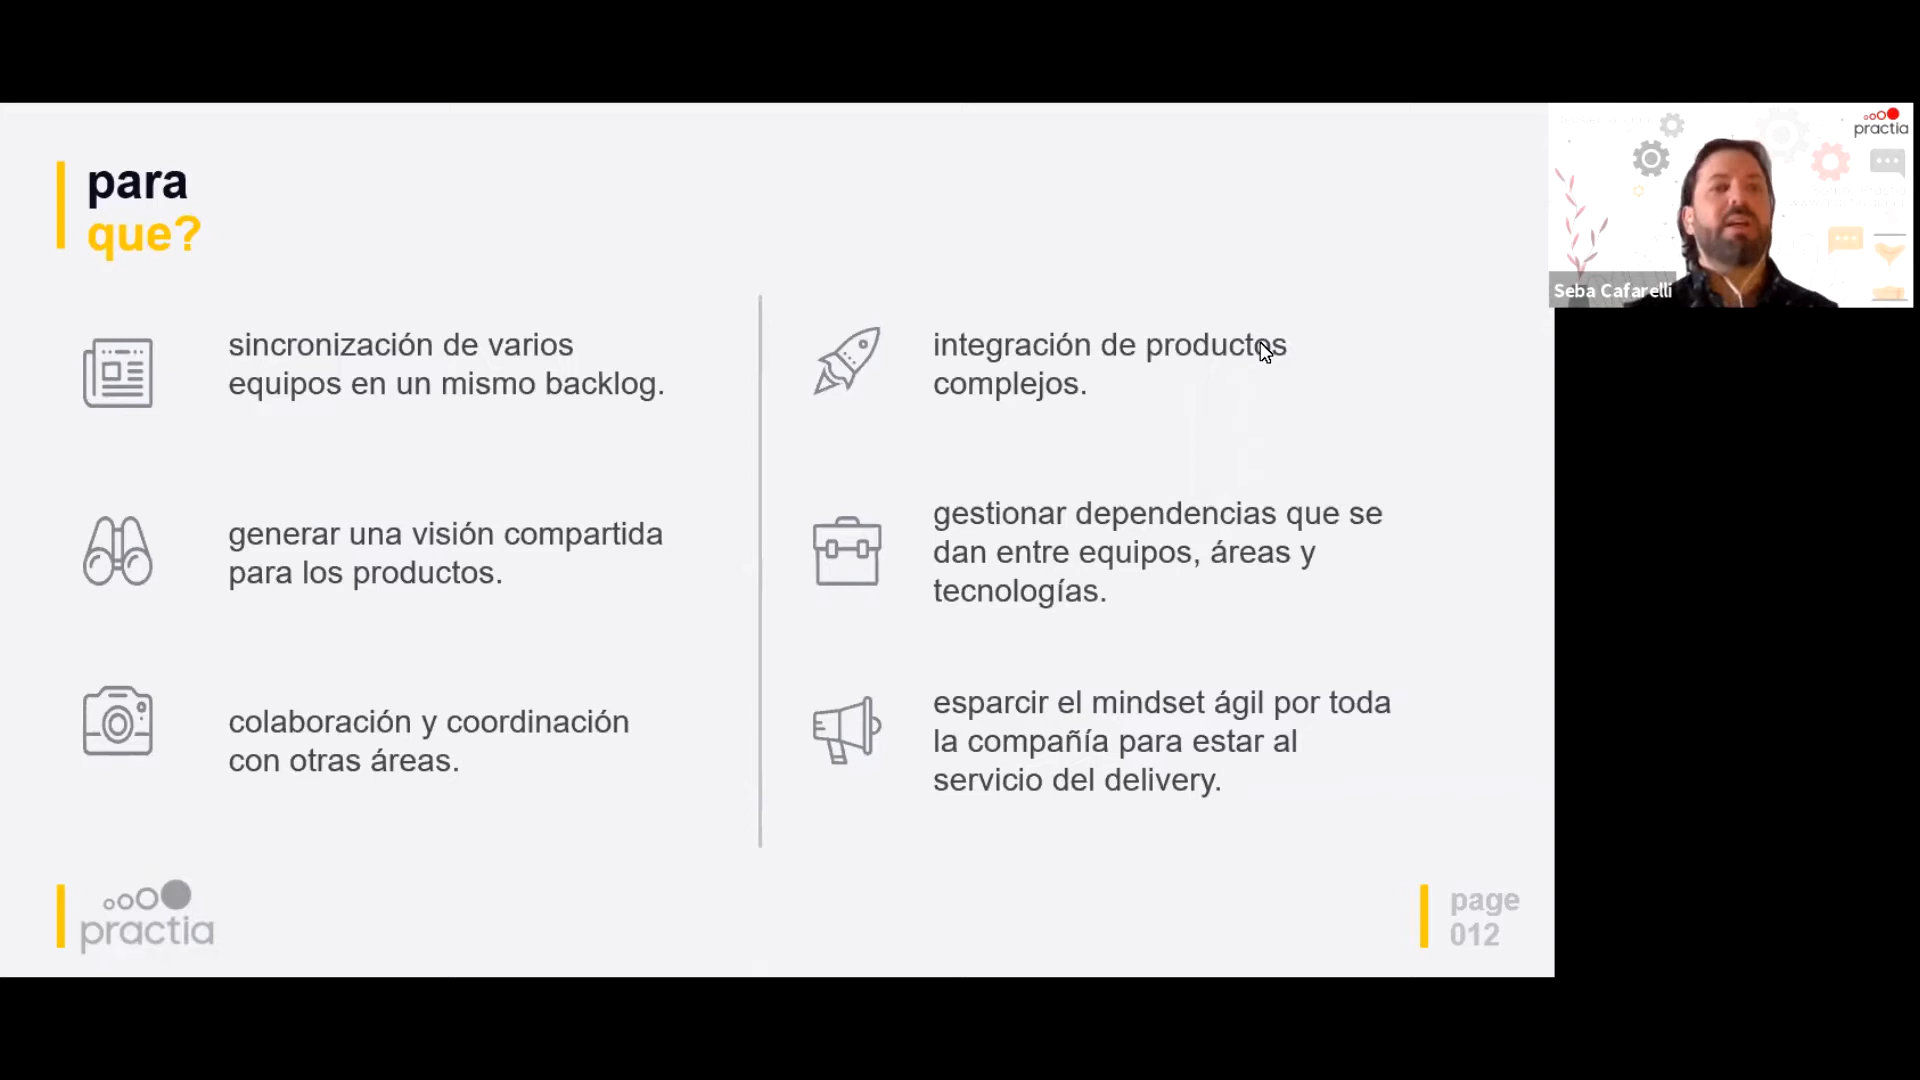 para
que?
sincronización de varios
equipos en un mismo backlog.
generar una visión compartida
para los productos.
colaboración y coordinación
con otras áreas.
integración de productos
complejos.
gestionar dependencias que se
dan entre equipos, áreas y
tecnologías.
esparcir el mindset ágil por toda
la compañía para estar al
servicio del delivery.
practia
page
012
practia
Seba Cafarelli